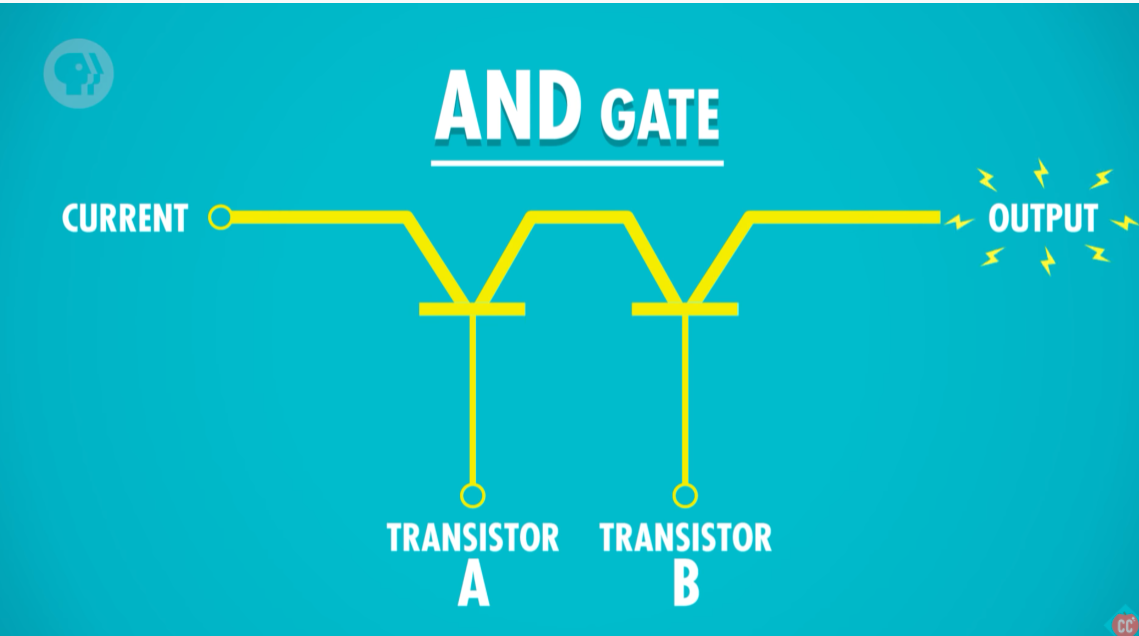 AND GATE
CURRENT
OUTPUT
TRANSISTOR TRANSISTOR
A B
CC